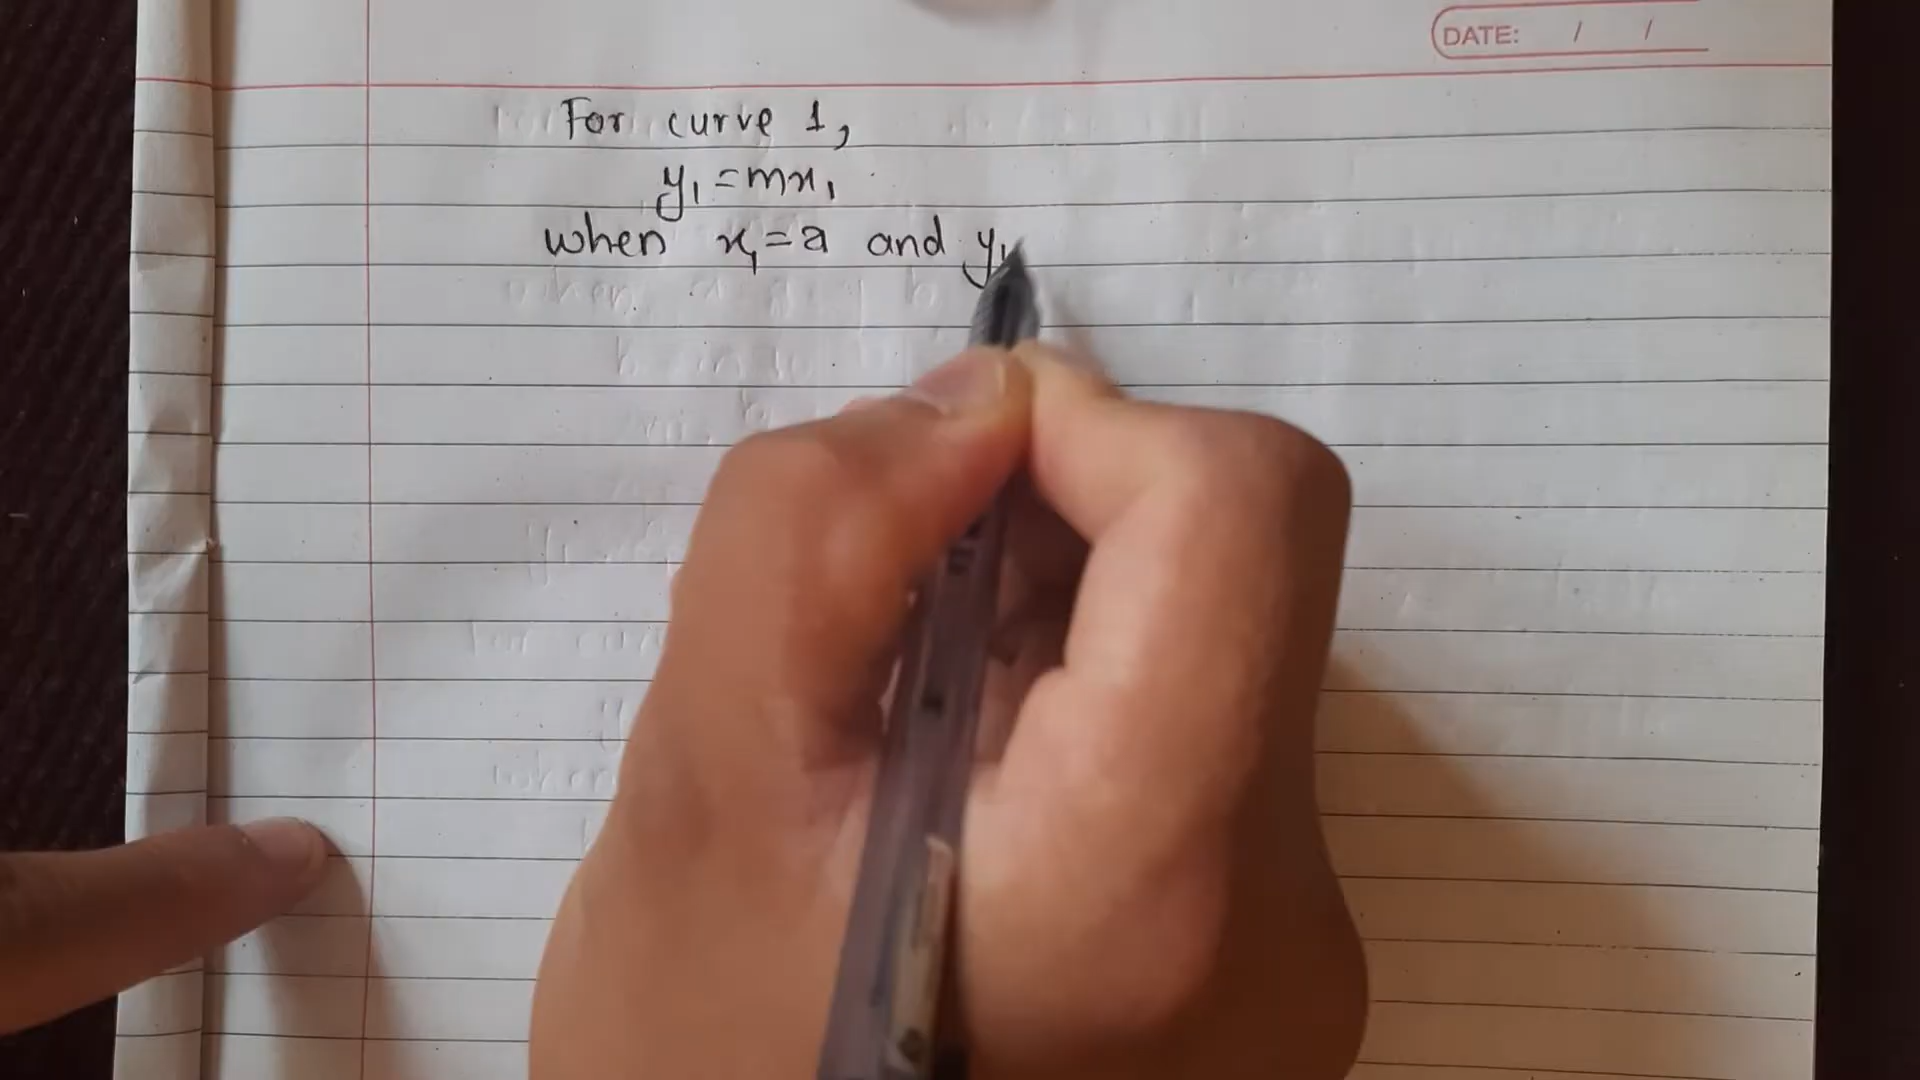 DATE: / /
For curve 1,
y₁ = mx₁
when x₁ = a and y₁